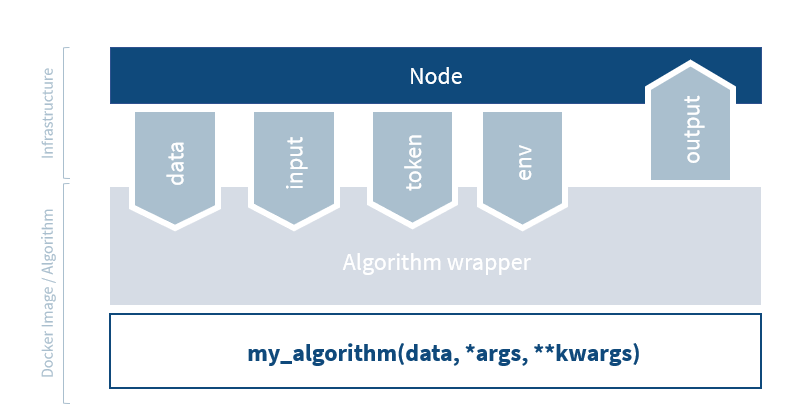 Infrastructure
Node
data
input
token
env
output
Docker Image / Algorithm
Algorithm wrapper
my_algorithm(data, *args, **kwargs)